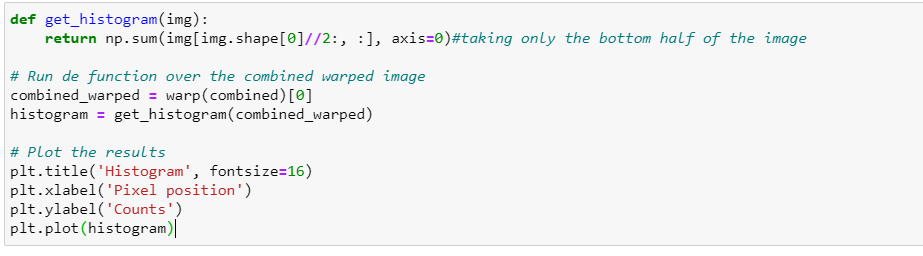 def get_histogram(img):
    return np.sum(img[img.shape[0]//2:, :], axis=0)#taking only the bottom half of the image
# Run de function over the combined warped image
combined_warped = warp(combined)[0]
histogram = get_histogram(combined_warped)
# Plot the results
plt.title('Histogram', fontsize=16)
plt.xlabel('Pixel position')
plt.ylabel('Counts')
plt.plot(histogram)